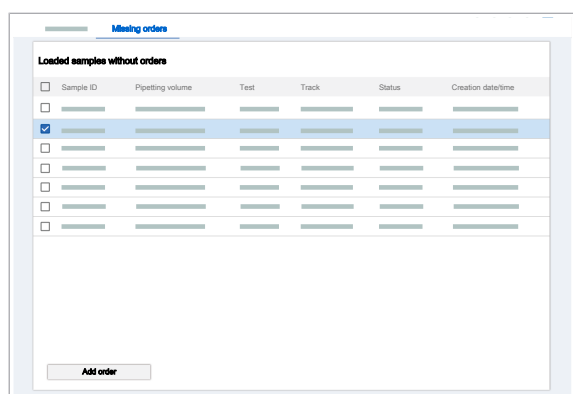 Missing orders
Loaded samples without orders
Sample ID Pipetting volume Test Track Status Creation date/time
Add order